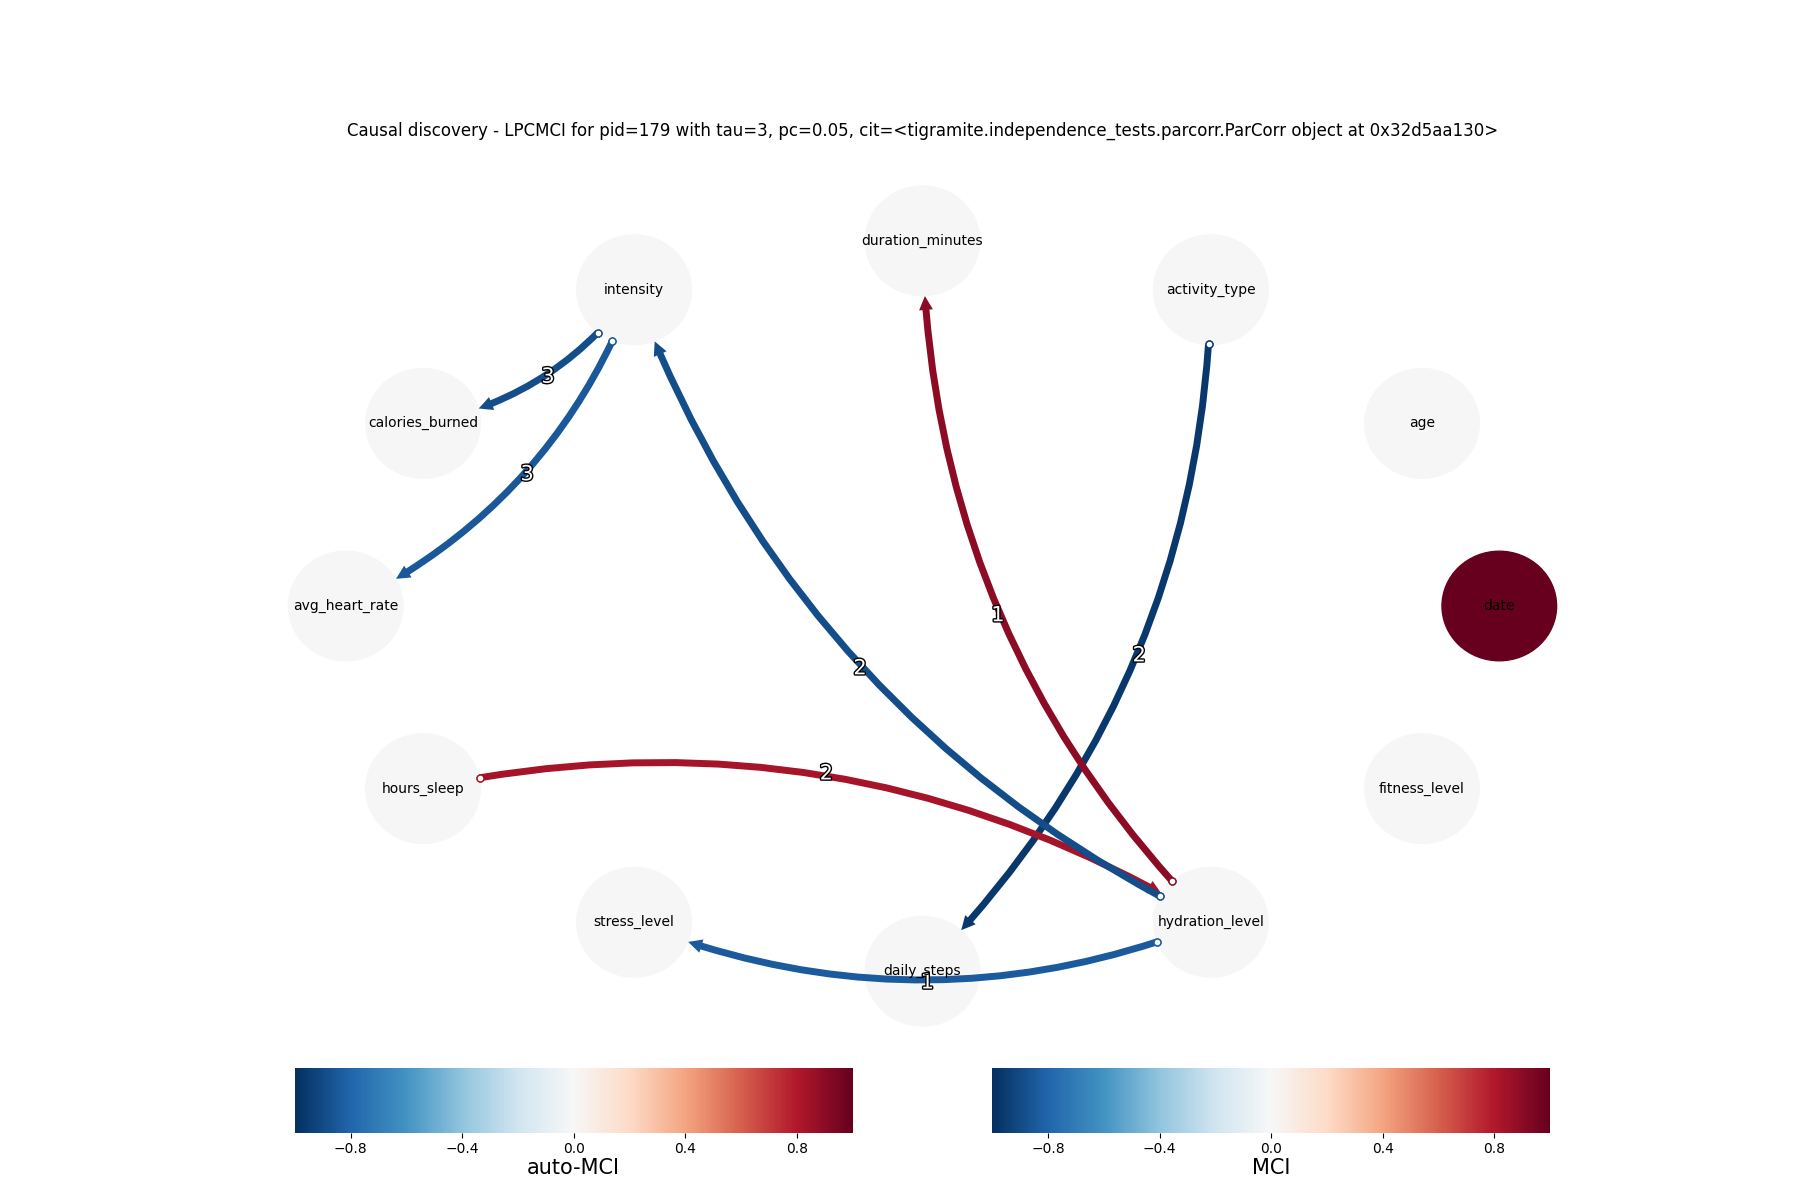 Causal discovery - LPCMCI for pid=179 with tau=3, pc=0.05, cit=<tigramite.independence_tests.parcorr.ParCorr object at 0x32d5aa130>
duration_minutes
intensity
activity_type
3
calories_burned
age
3
avg_heart_rate
date
1
2
2
2
hours_sleep
fitness_level
stress_level
hydration_level
daily_steps
1
−0.8 −0.4 0.0 0.4 0.8
auto-MCI
−0.8 −0.4 0.0 0.4 0.8
MCI